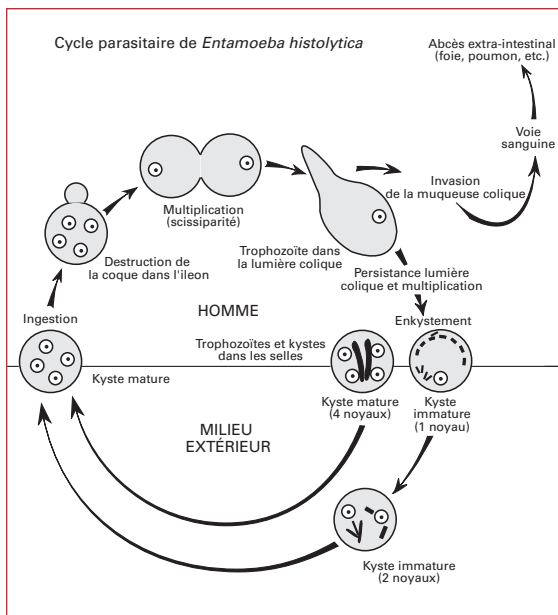 Cycle parasitaire de Entamoeba histolytica
Abcès extra-intestinal
(foie, poumon, etc.)
Voie
sanguine
Invasion
de la muqueuse colique
Multiplication
(scissiparité)
Trophozoïte dans
la lumière colique
Destruction de
la coque dans l'ileon
Persistance lumière
colique et multiplication
HOMME
Ingestion
Enkystement
Trophozoïtes et kystes
dans les selles
Kyste mature
Kyste mature
(4 noyaux)
Kyste
immature
(1 noyau)
MILIEU
EXTÉRIEUR
Kyste immature
(2 noyaux)